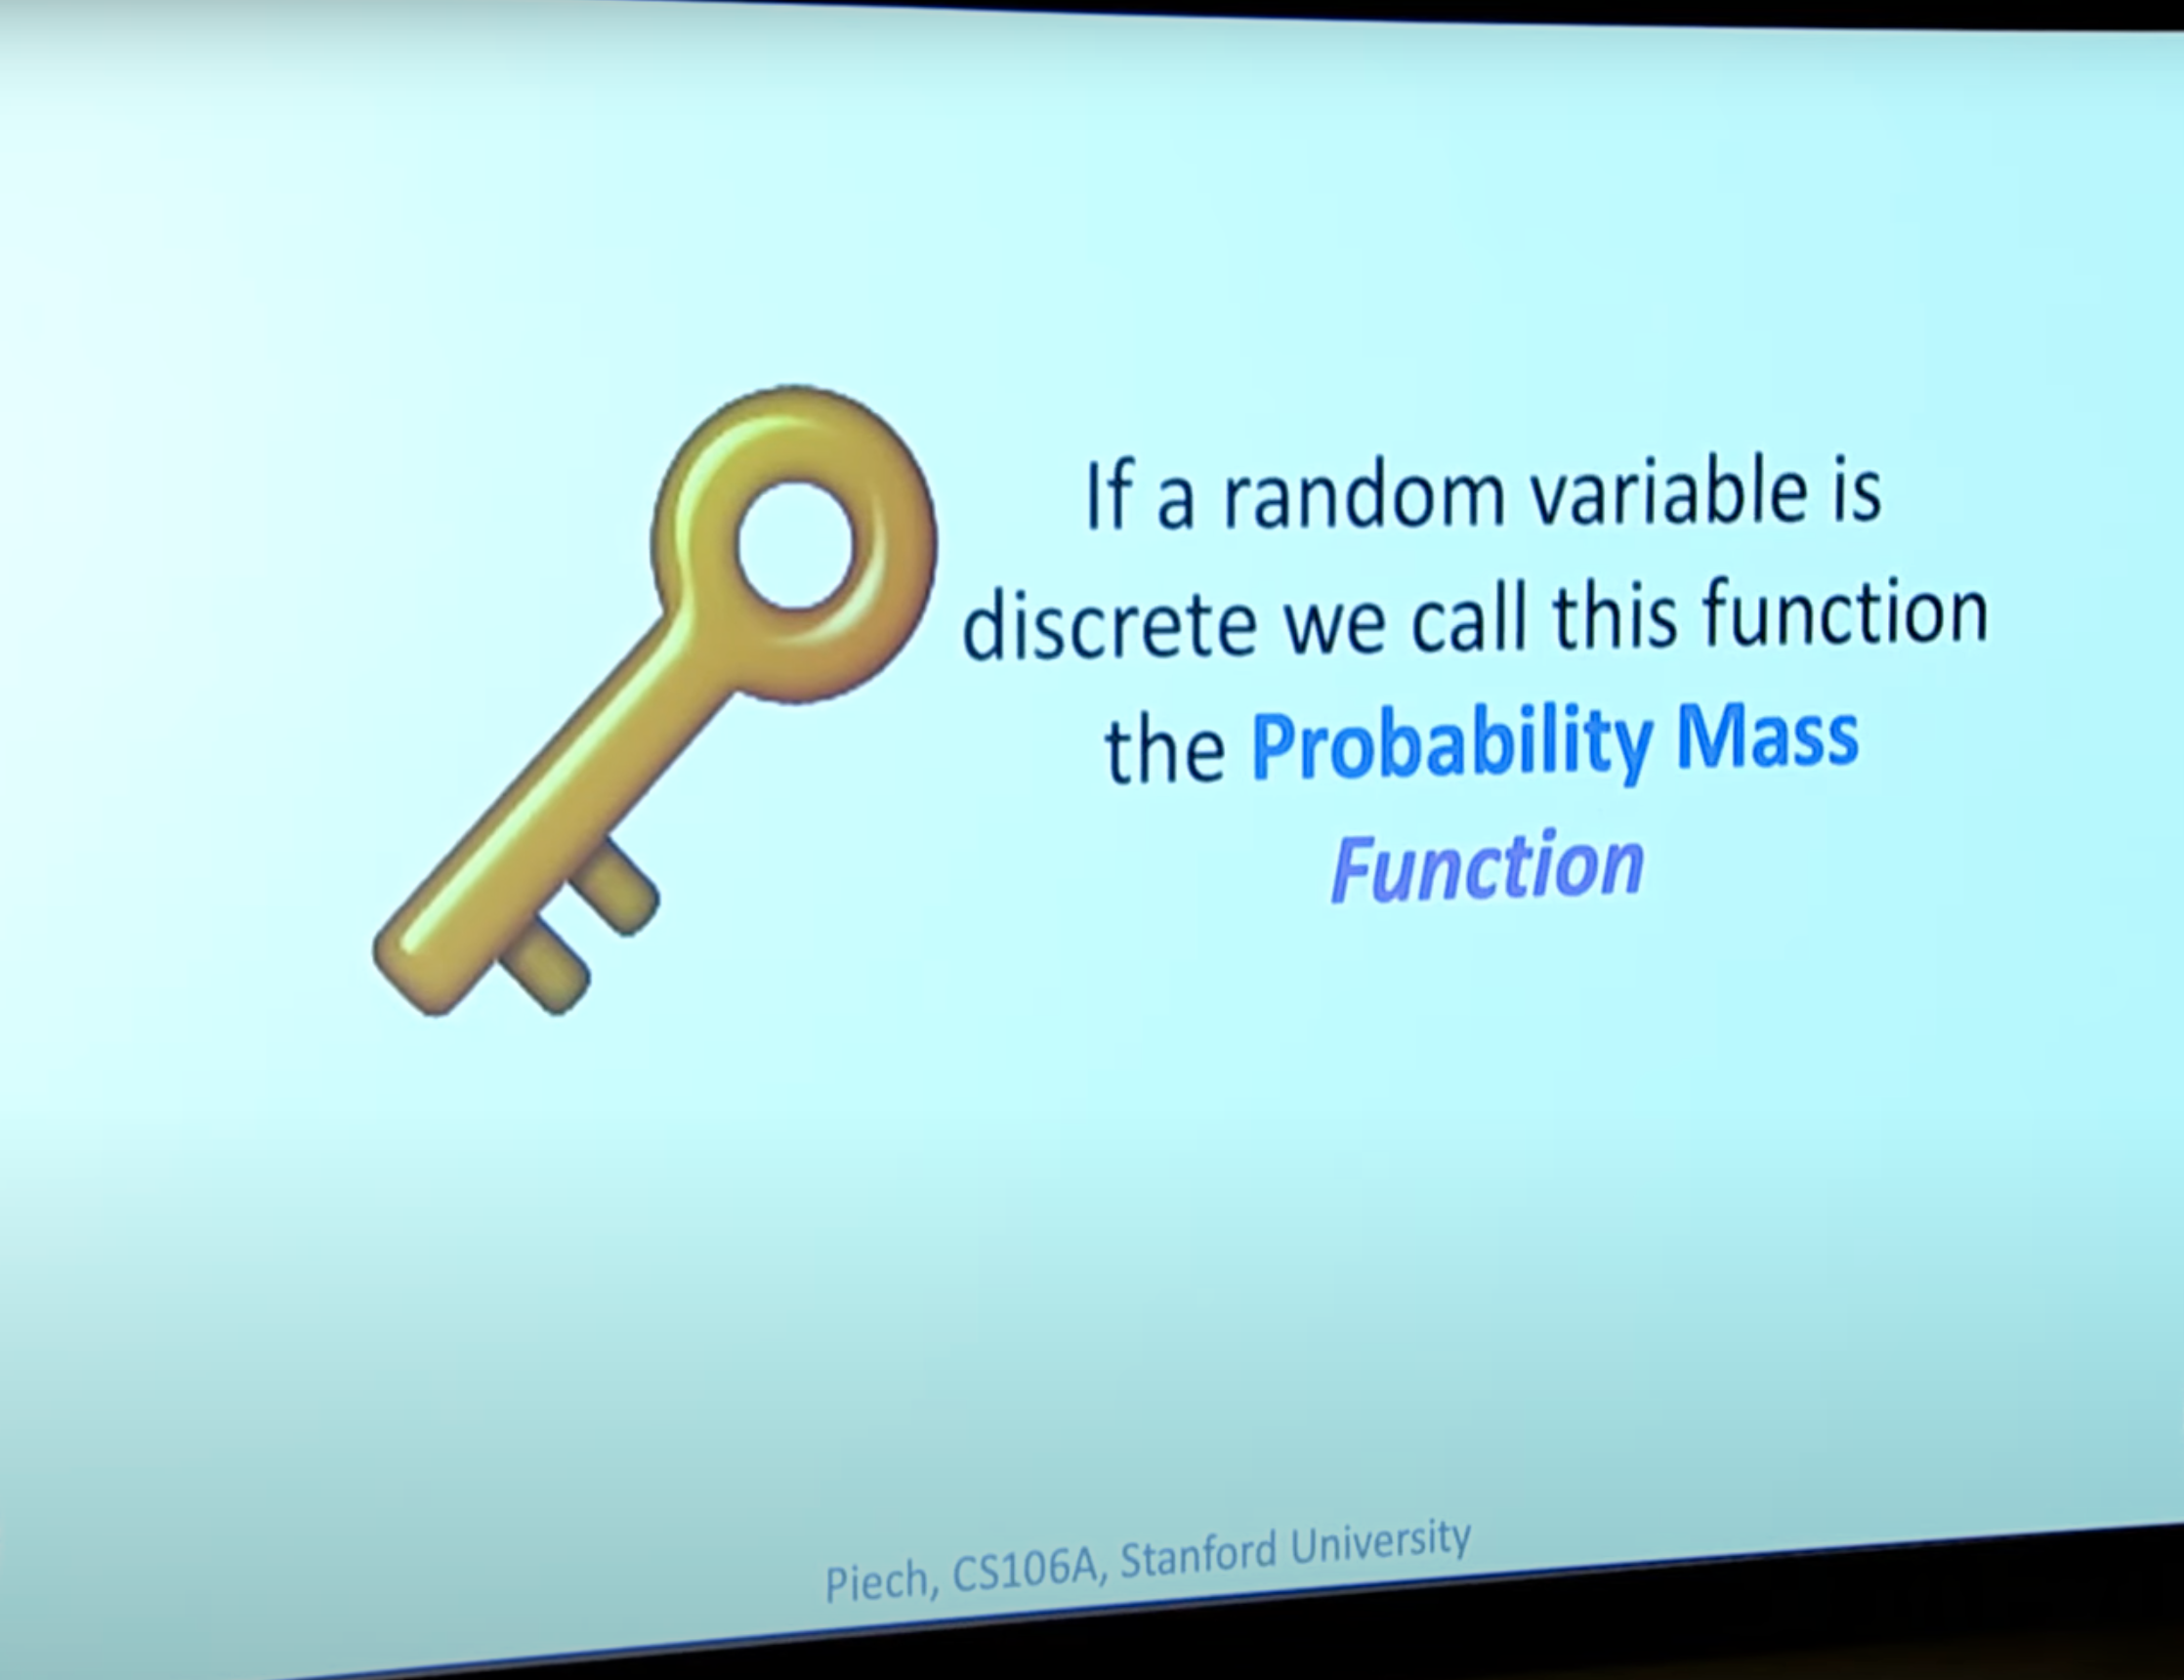 If a random variable is
discrete we call this function
the Probability Mass
Function
Piech, CS106A, Stanford University